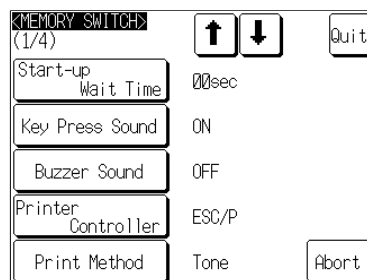 <MEMORY SWITCH>
(1/4)
Quit
Start-up
Wait Time
00sec
Key Press Sound
ON
Buzzer Sound
OFF
Printer
Controller
ESC/P
Print Method
Tone
Abort